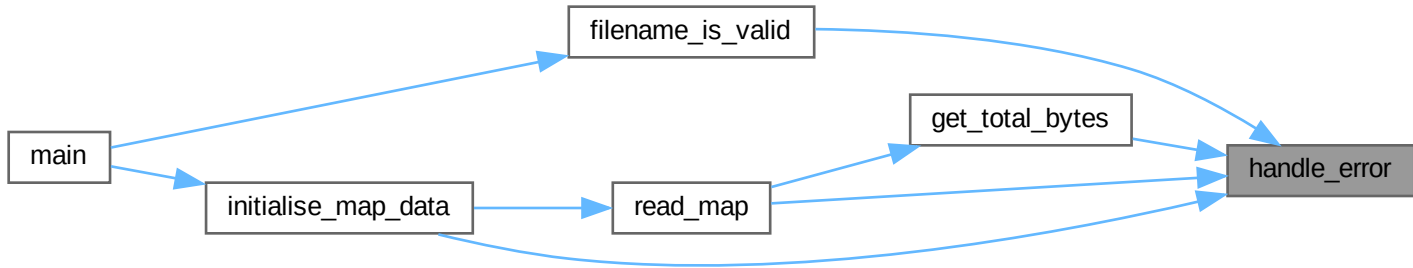 filename_is_valid
get_total_bytes
main
handle_error
initialise_map_data
read_map